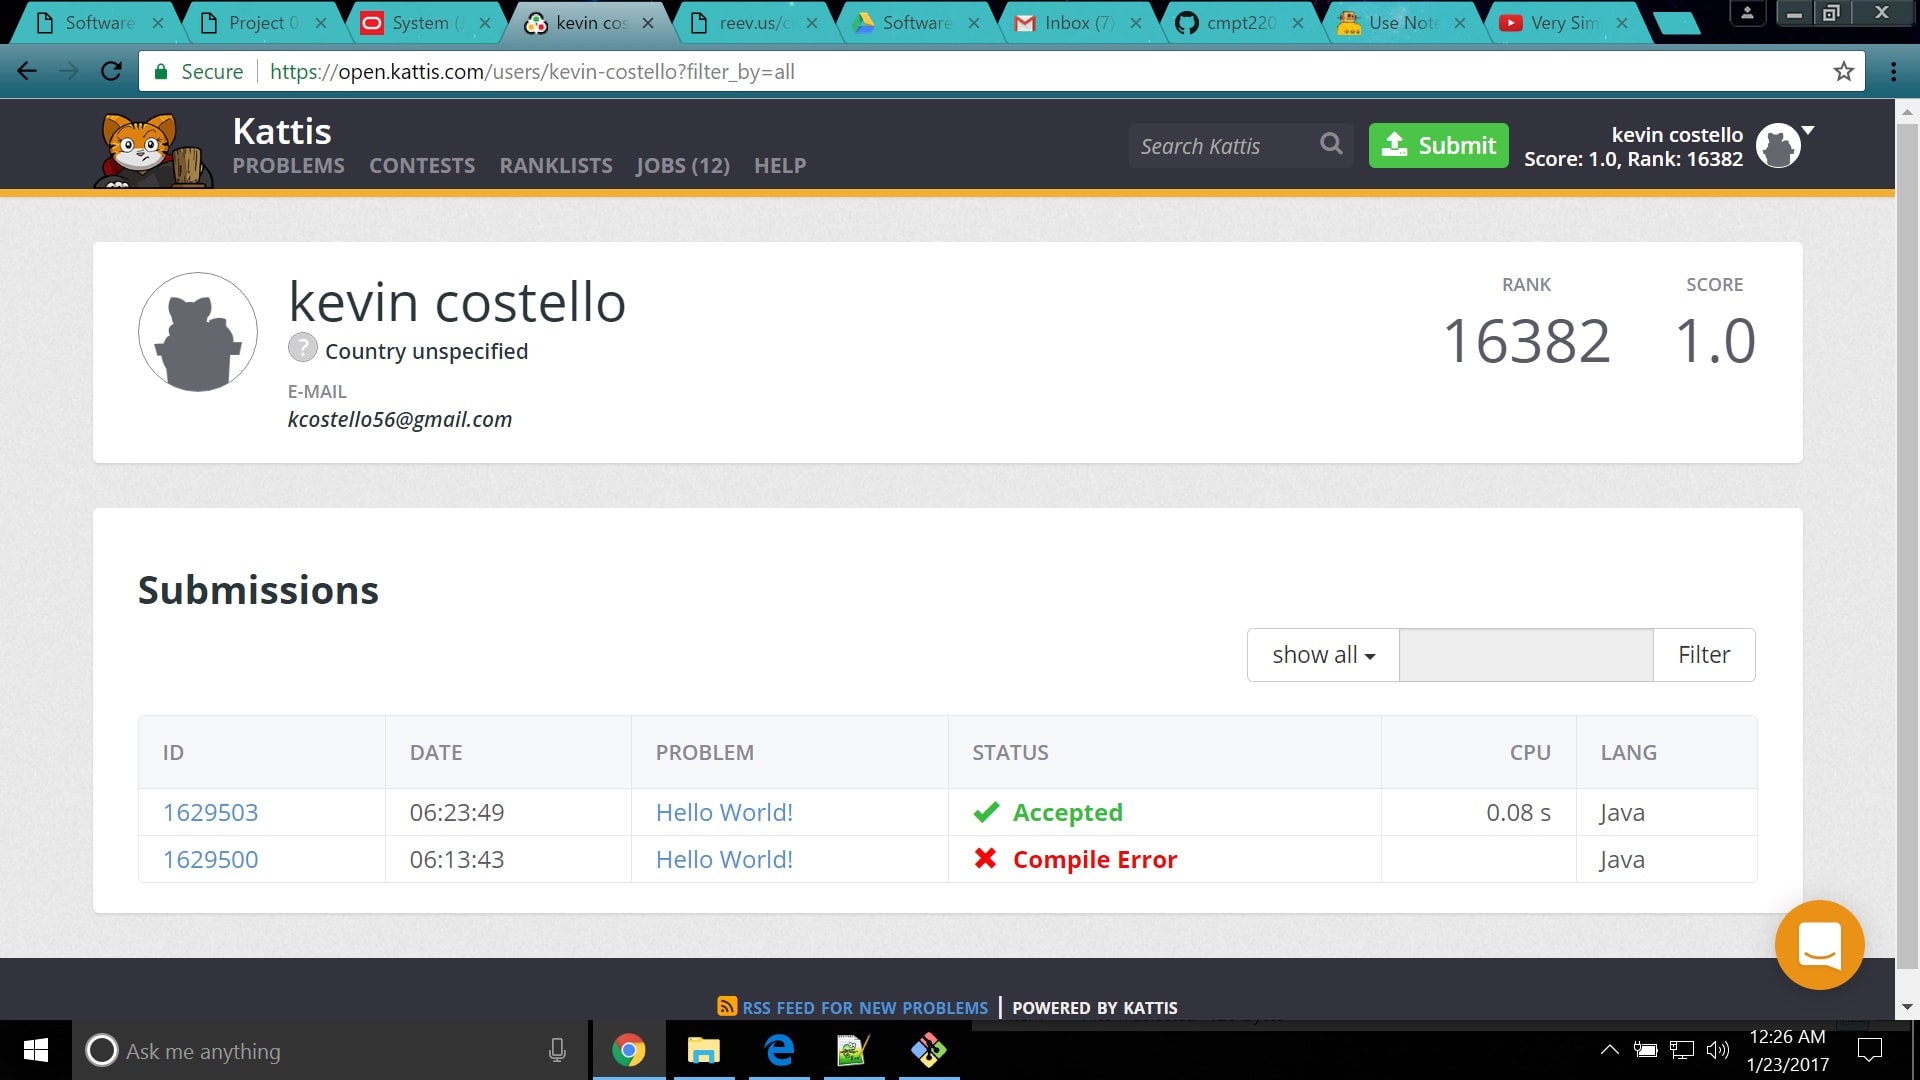 Software
Project 0
System (
kevin cos
reev.us/c
Software
Inbox (7)
cmpt220
Use Note
Very Sim
Secure https://open.kattis.com/users/kevin-costello?filter_by=all
Kattis
PROBLEMS CONTESTS RANKLISTS JOBS (12) HELP
Search Kattis
Submit
kevin costello
Score: 1.0, Rank: 16382
kevin costello
? Country unspecified
E-MAIL
kcostello56@gmail.com
RANK
16382
SCORE
1.0
Submissions
show all
Filter
ID DATE PROBLEM STATUS CPU LANG
1629503 06:23:49 Hello World! Accepted 0.08 s Java
1629500 06:13:43 Hello World! Compile Error Java
RSS FEED FOR NEW PROBLEMS | POWERED BY KATTIS
Ask me anything
12:26 AM
1/23/2017